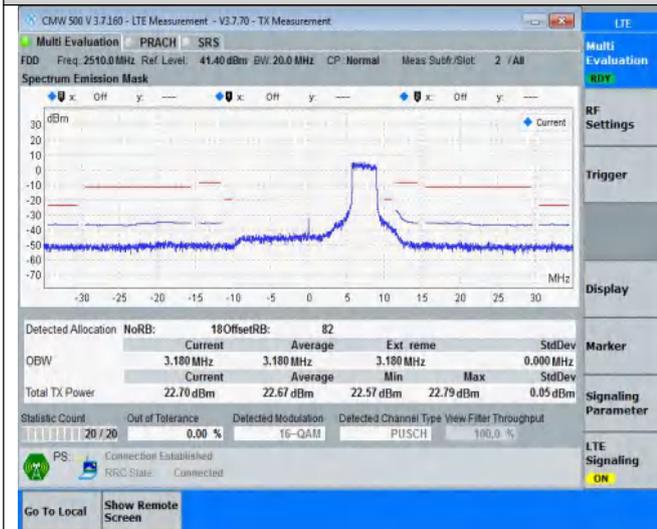 CMW 500 V 3.7.160 - LTE Measurement - V3.7.70 - TX Measurement
LTE
Multi Evaluation PRACH SRS
Multi Evaluation
RDY
FDD Freq: 2510.0 MHz Ref. Level: 41.40 dBm BW: 20.0 MHz CP: Normal Meas Subfr./Slot: 2 / All
Spectrum Emission Mask
x: Off y: --- x: Off y: --- x: Off y: ---
dBm
Current
30
20
10
0
-10
-20
-30
-40
-50
-60
-70
MHz
-30 -25 -20 -15 -10 -5 0 5 10 15 20 25 30
RF Settings
Trigger
Display
Marker
Signaling Parameter
LTE Signaling
ON
Detected Allocation NoRB: 18 OffsetRB: 82
Current Average Ext reme StdDev
OBW 3.180 MHz 3.180 MHz 3.180 MHz 0.000 MHz
Current Average Min Max StdDev
Total TX Power 22.70 dBm 22.67 dBm 22.57 dBm 22.79 dBm 0.05 dBm
Statistic Count Out of Tolerance Detected Modulation Detected Channel Type View Filter Throughput
20 / 20 0.00 % 16-QAM PUSCH 100.0 %
PS: Connection Established
RRC State: Connected
Go To Local
Show Remote Screen